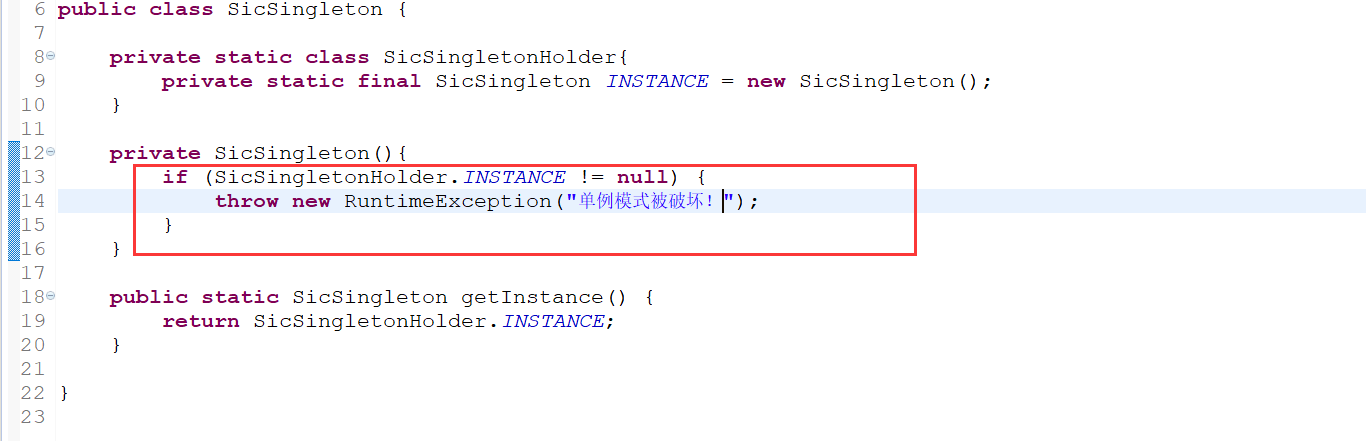 6 public class SicSingleton {
7
8 private static class SicSingletonHolder{
9 private static final SicSingleton INSTANCE = new SicSingleton();
10 }
11
12 private SicSingleton(){
13 if (SicSingletonHolder.INSTANCE != null) {
14 throw new RuntimeException("单例模式被破坏！");
15 }
16 }
17
18 public static SicSingleton getInstance() {
19 return SicSingletonHolder.INSTANCE;
20 }
21
22 }
23